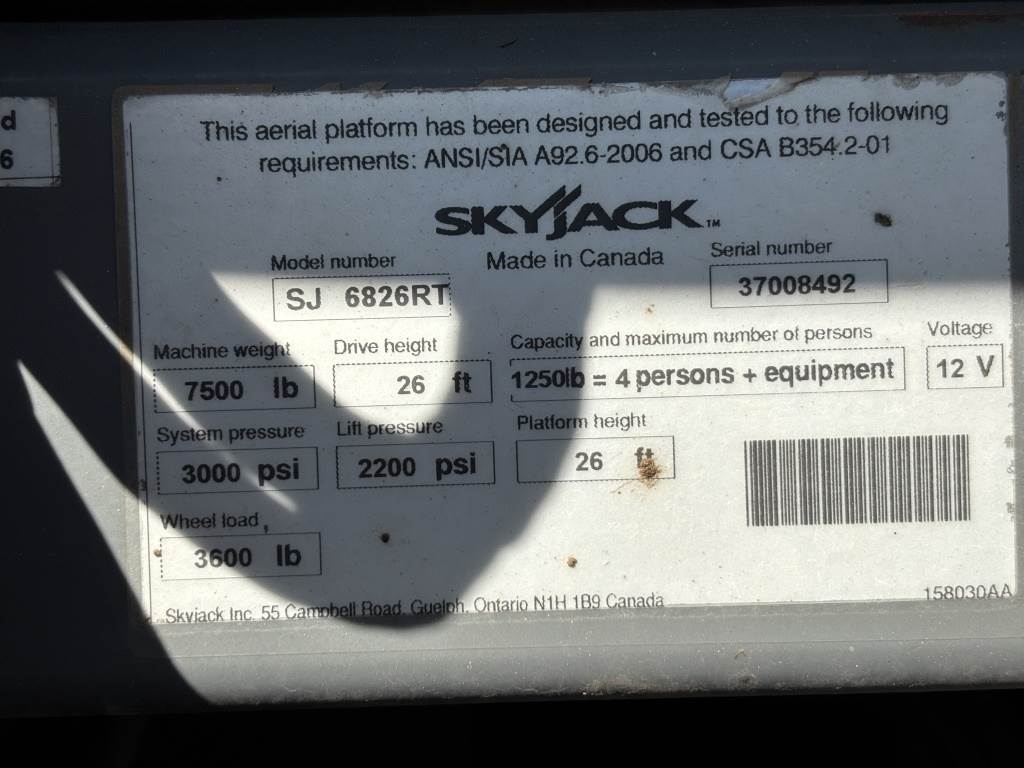 d
6
This aerial platform has been designed and tested to the following
requirements: ANSI/SIA A92.6-2006 and CSA B354.2-01
SKYJACK™
Model number
Made in Canada
Serial number
SJ 6826RT
37008492
Machine weight
Drive height
Capacity and maximum number of persons
Voltage
7500 lb
26 ft
1250lb = 4 persons + equipment
12 V
System pressure
Lift pressure
Platform height
3000 psi
2200 psi
26 ft
Wheel load
3600 lb
Skyjack Inc. 55 Campbell Road, Guelph, Ontario N1H 1B9 Canada
158030AA